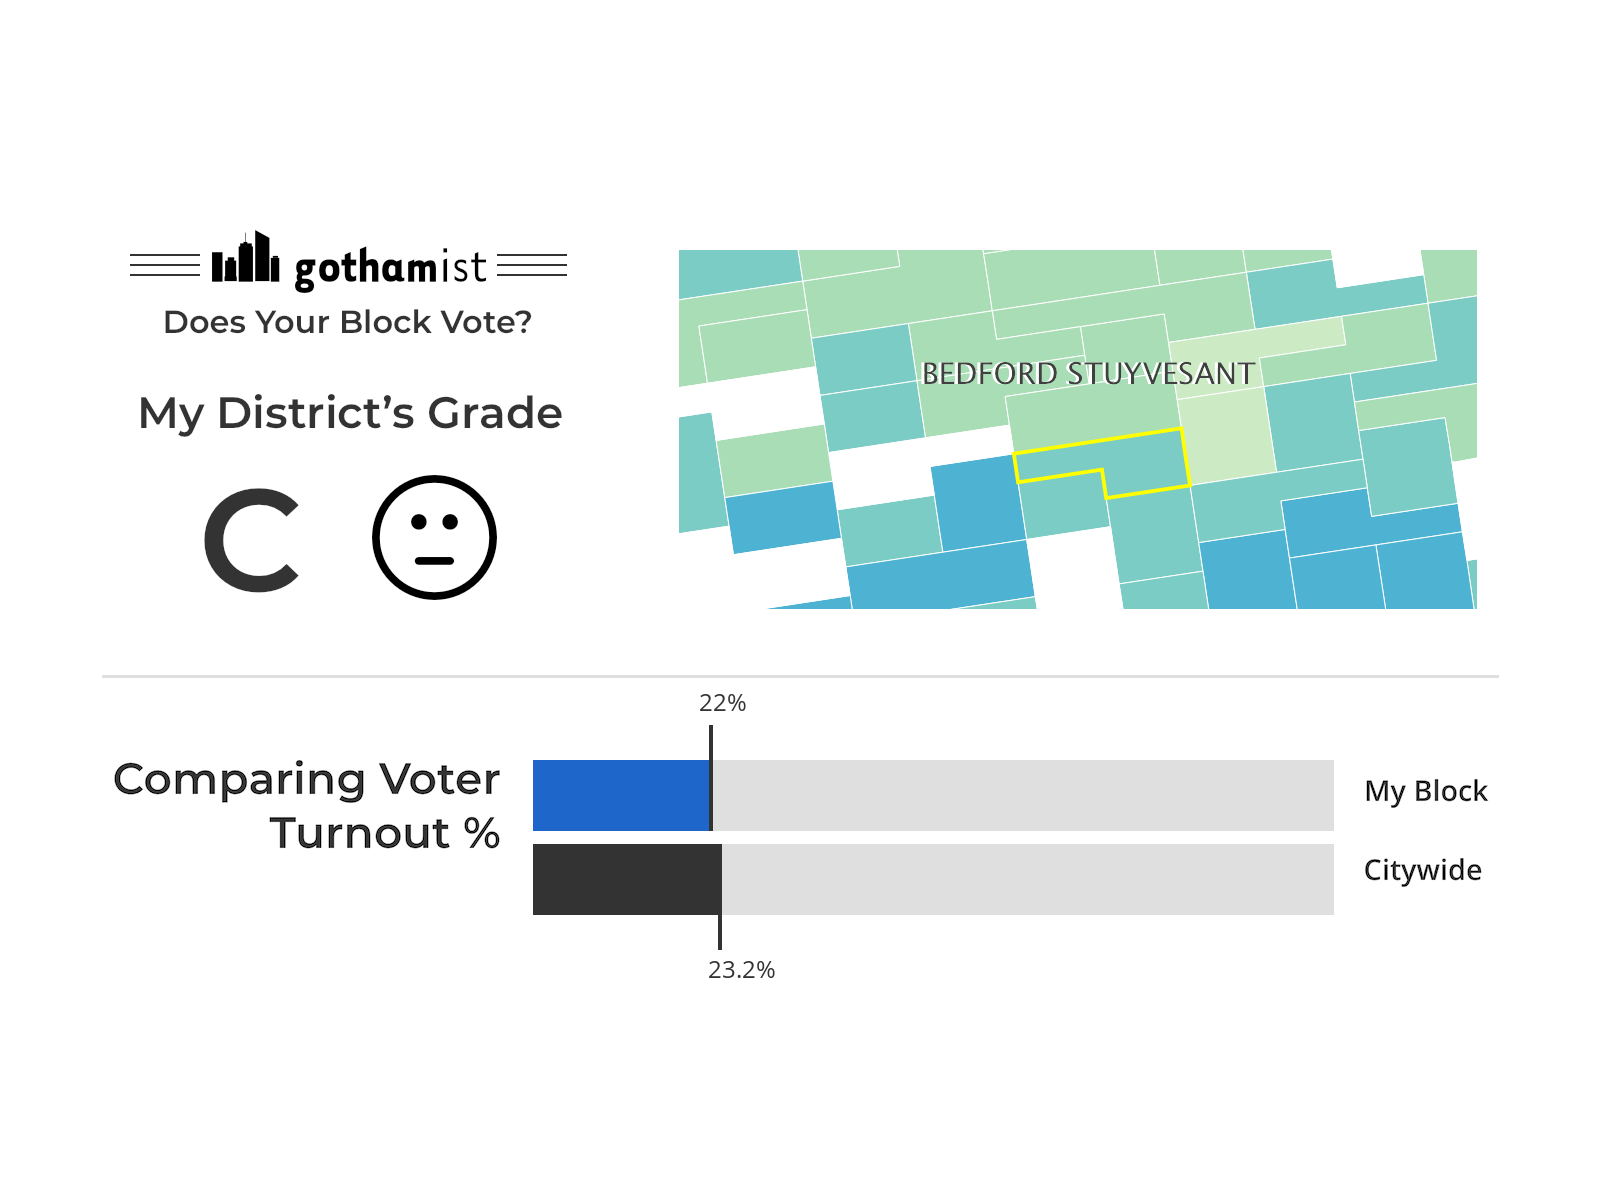 gothamist
Does Your Block Vote?
My District’s Grade
C
BEDFORD STUYVESANT
22%
Comparing Voter
Turnout %
My Block
Citywide
23.2%